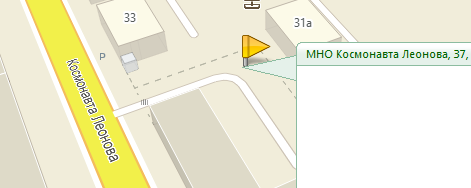 33
31а
МНО Космонавта Леонова, 37,
P
Космонавта Леонова